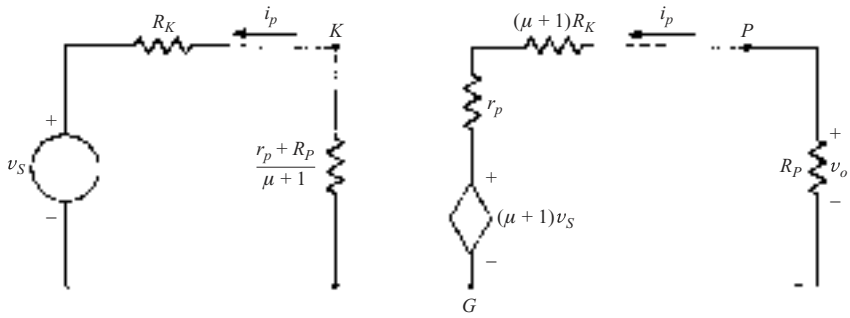 R_K
i_p
K
+
v_S
−
r_p + R_P
μ + 1
(μ + 1)R_K
i_p
P
r_p
+
(μ + 1)v_S
−
G
+
R_P
v_o
−